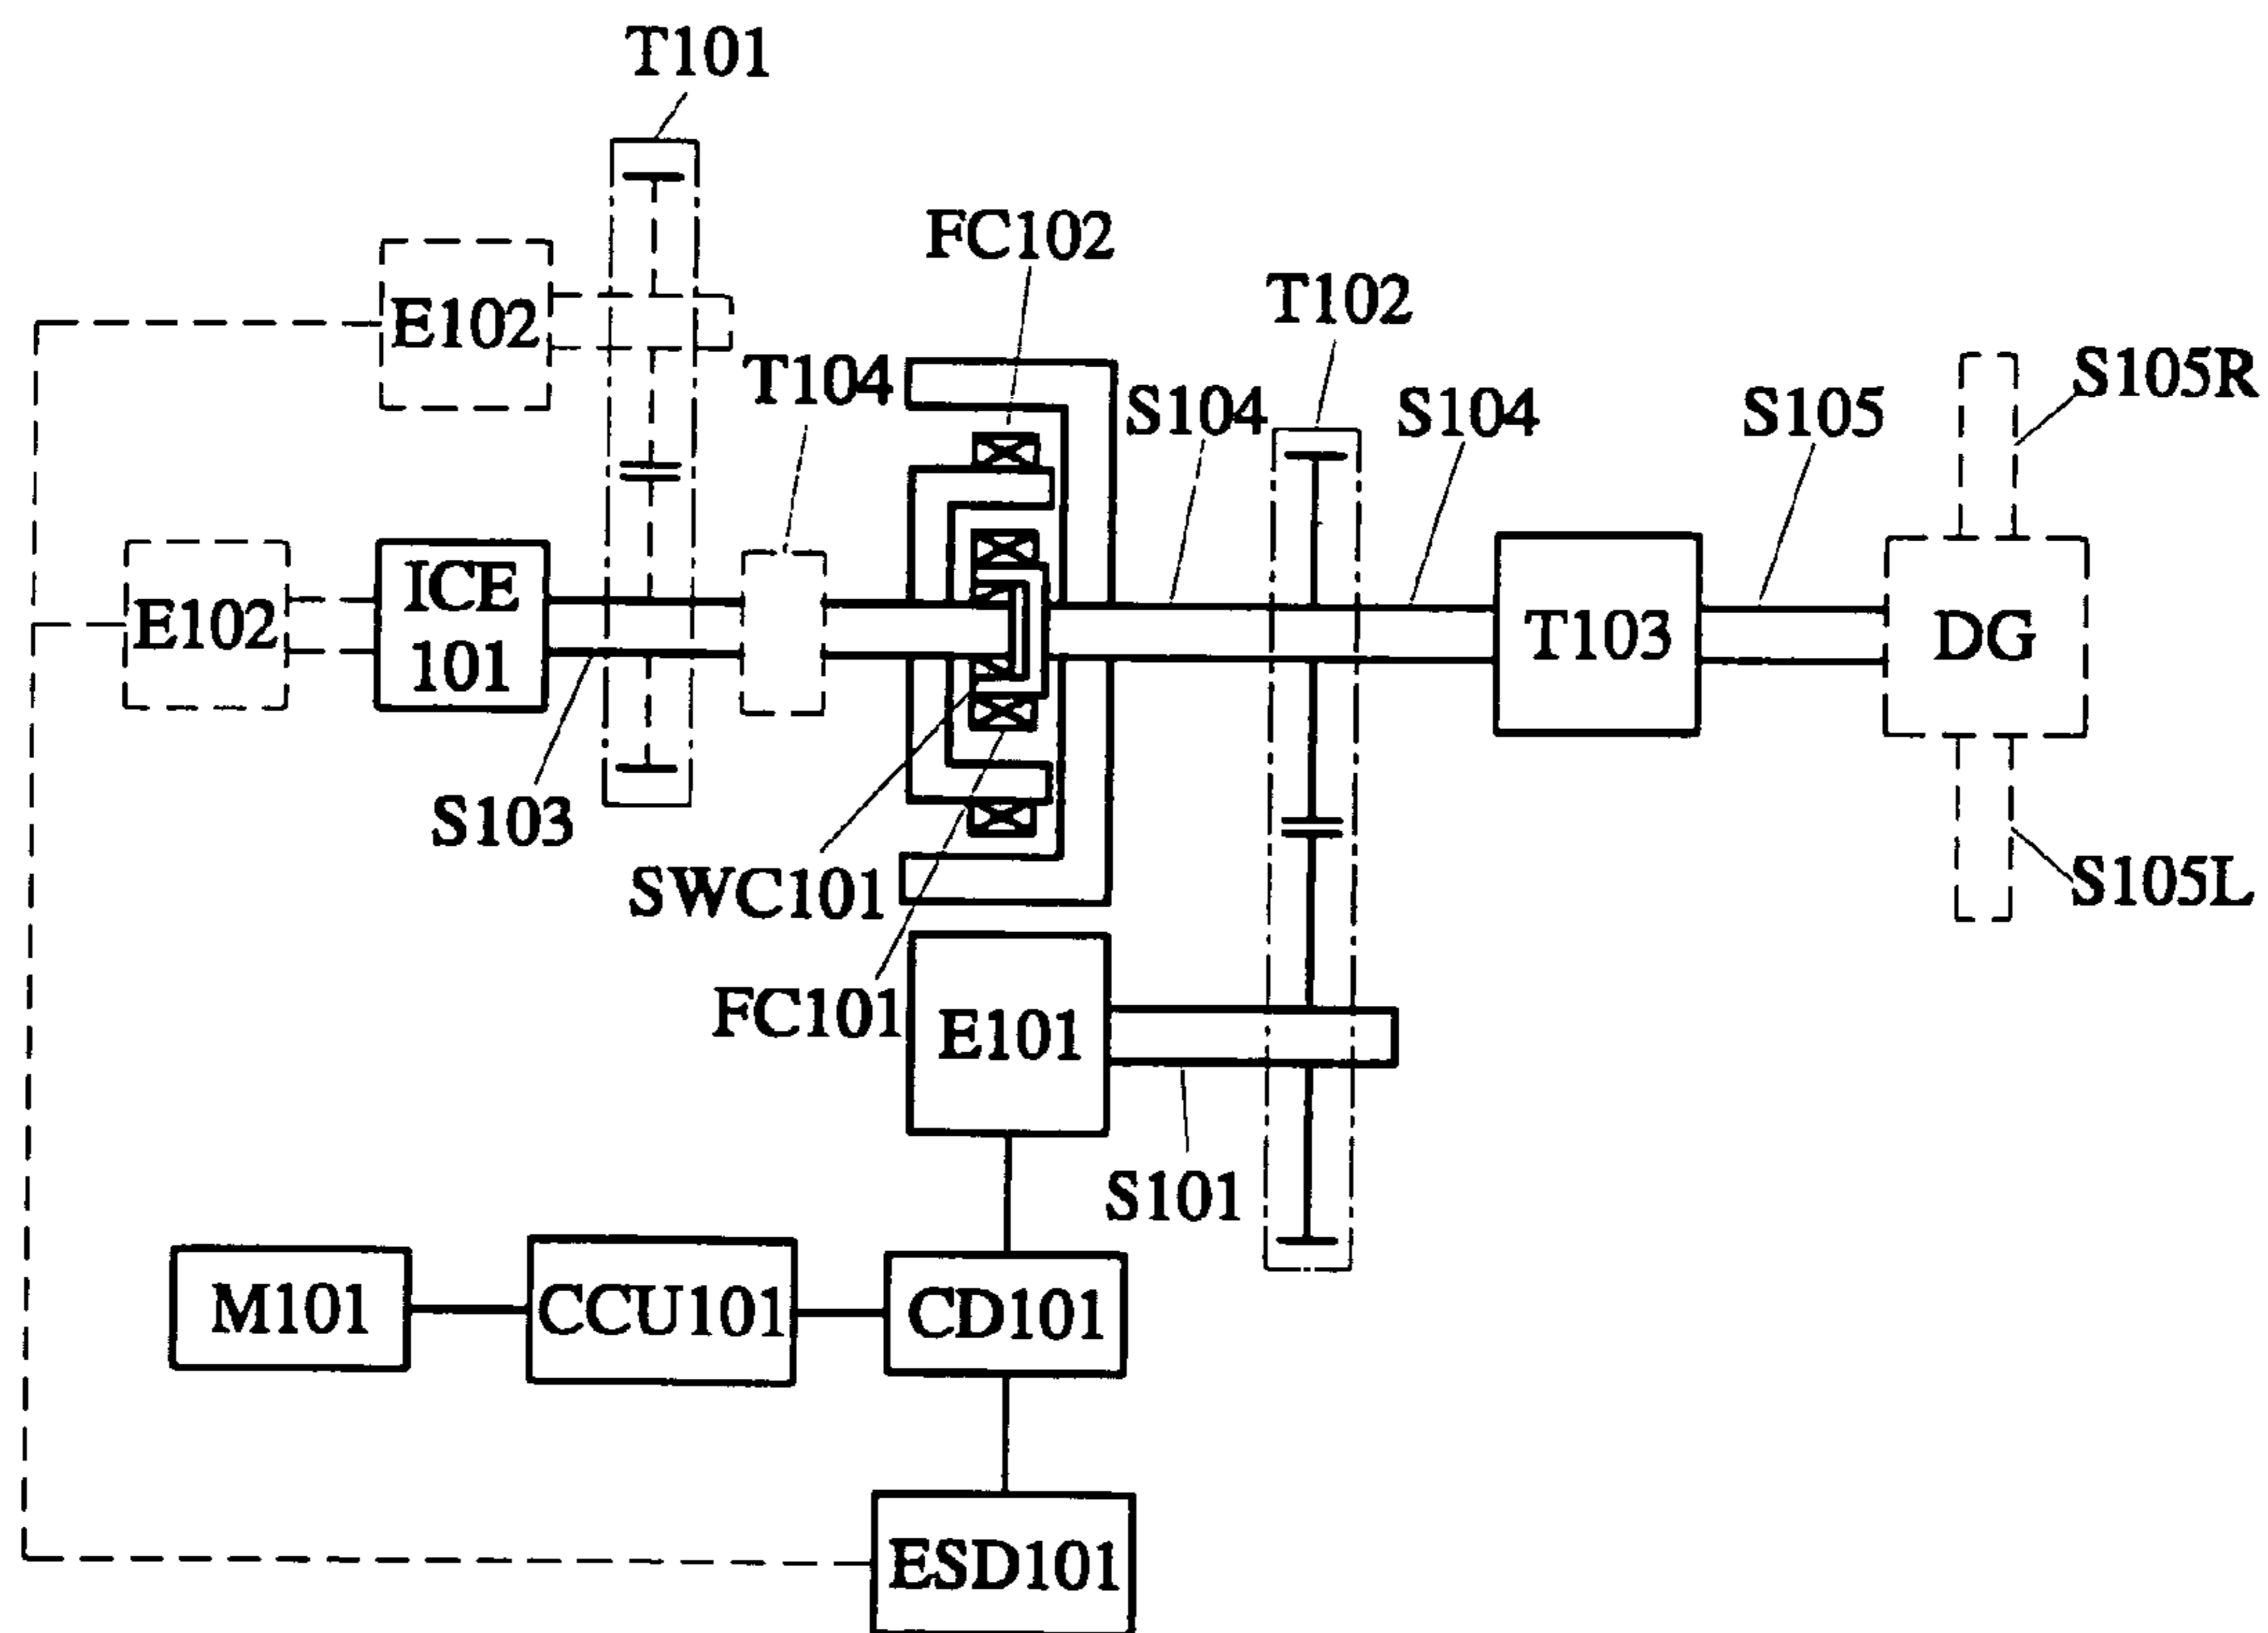 T101
FC102
E102
T102
T104
S104
S104
S105
S105R
E102
ICE
101
T103
DG
S103
SWC101
S105L
FC101
E101
S101
M101
CCU101
CD101
ESD101